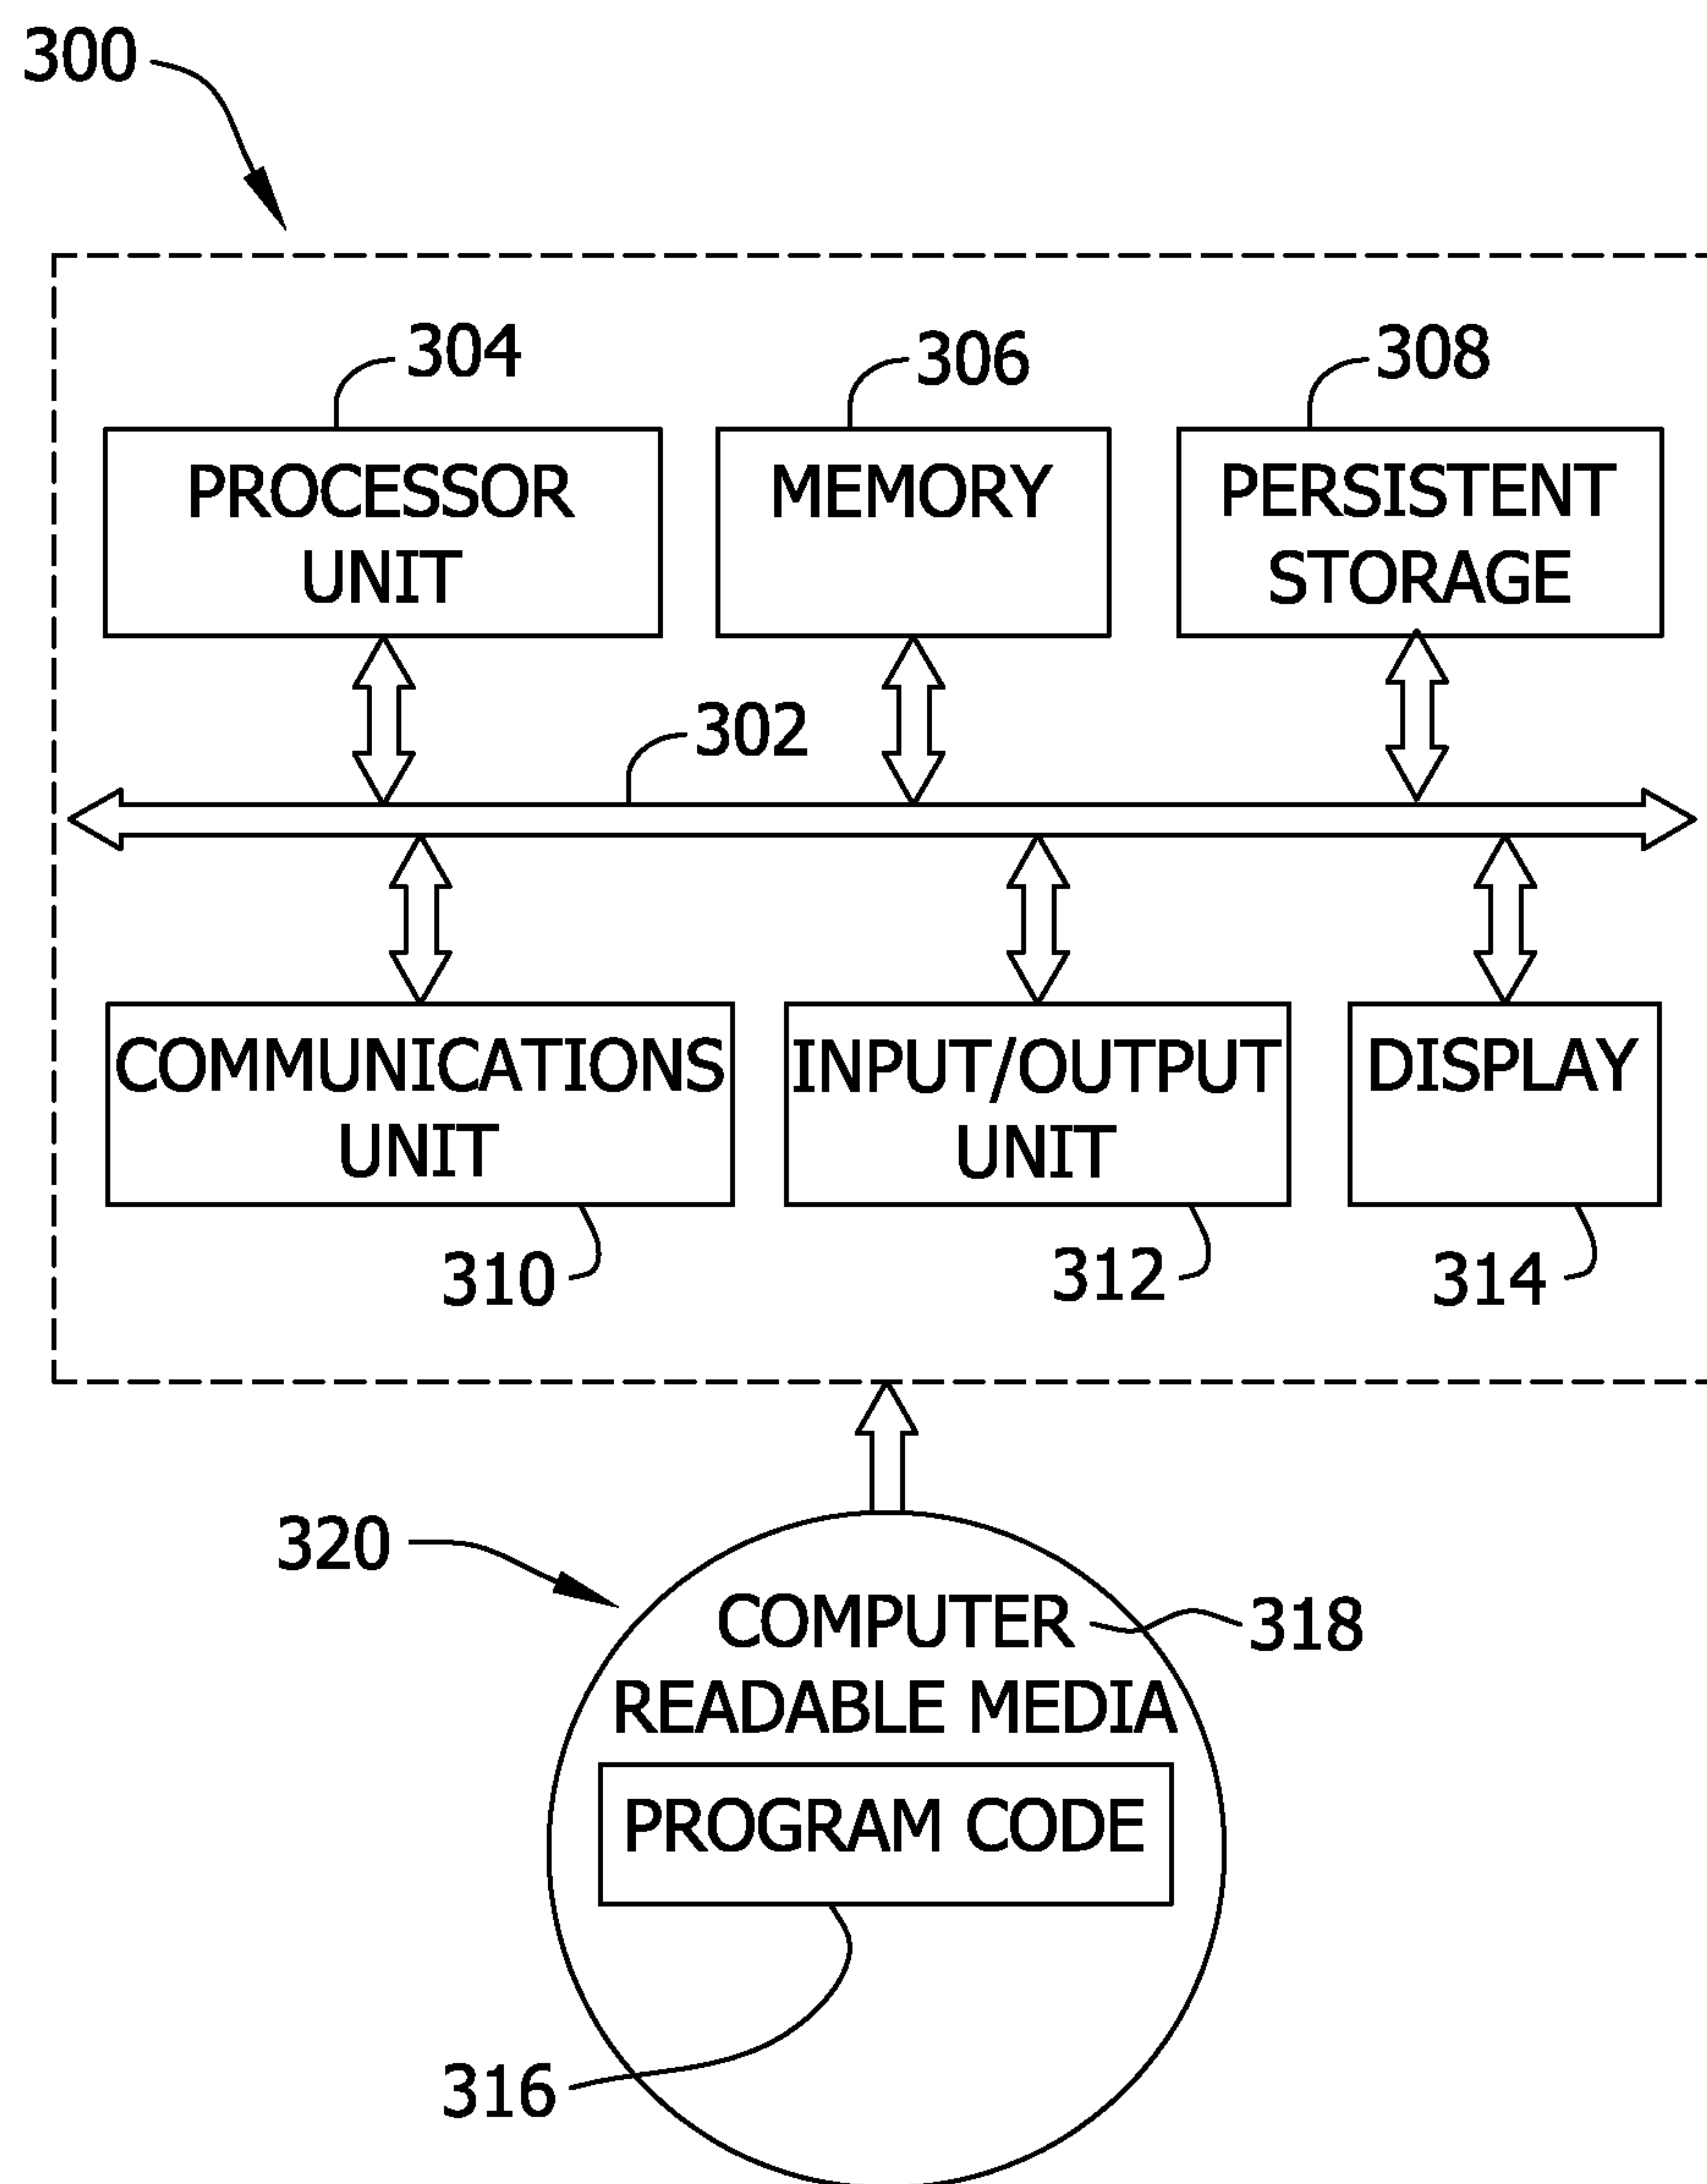 300
304
306
308
PROCESSOR
UNIT
MEMORY
PERSISTENT
STORAGE
302
COMMUNICATIONS
UNIT
INPUT/OUTPUT
UNIT
DISPLAY
310
312
314
320
COMPUTER
READABLE MEDIA
318
PROGRAM CODE
316